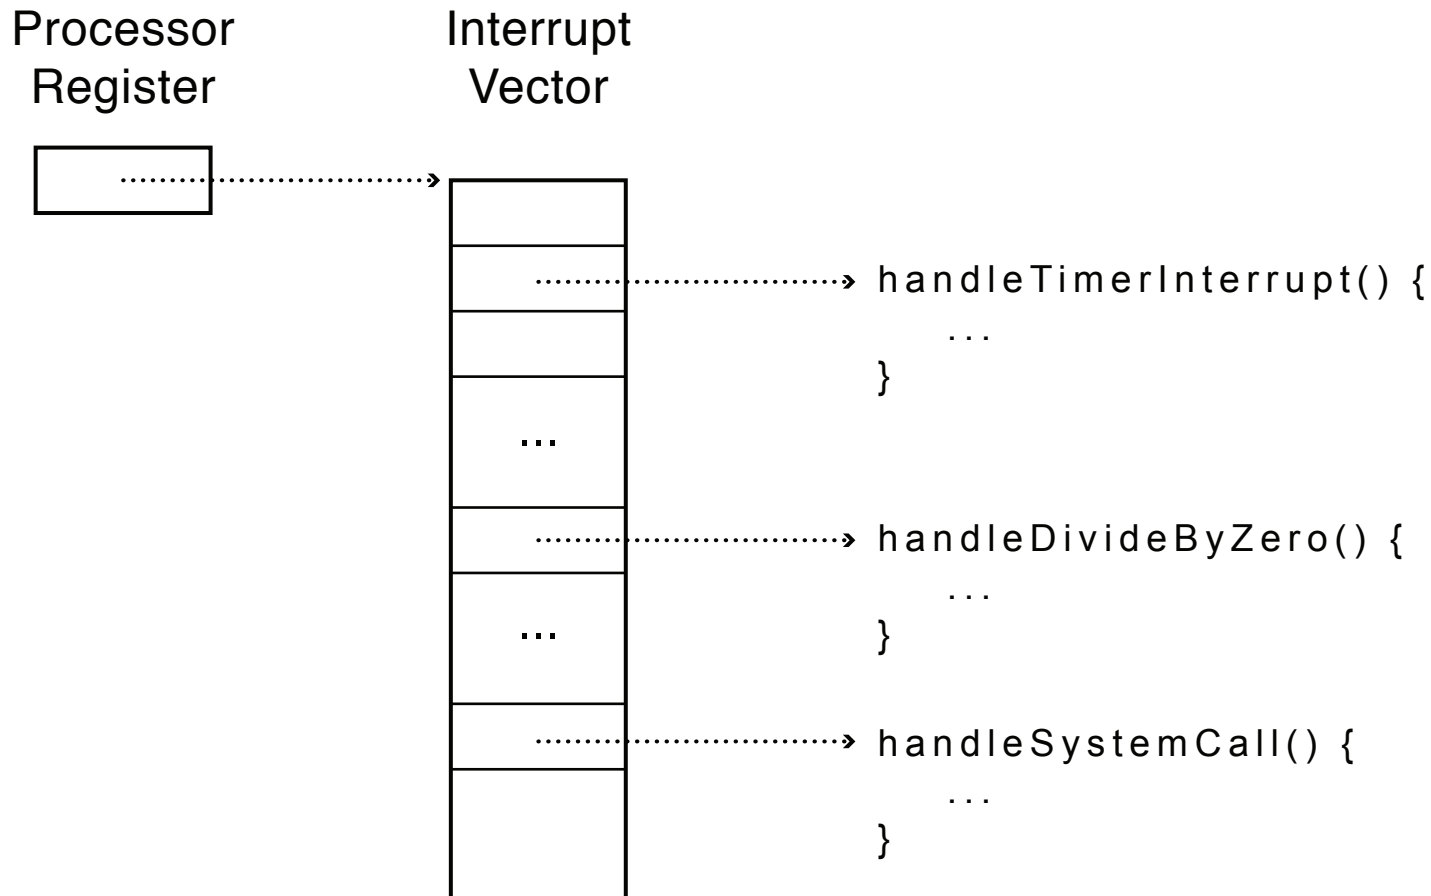 Processor
Register
Interrupt
Vector
handleTimerInterrupt() {
...
}
...
handleDivideByZero() {
...
}
...
handleSystemCall() {
...
}